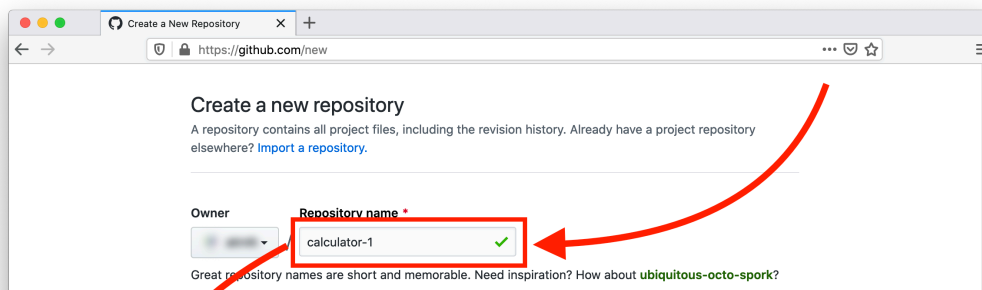 Create a New Repository
https://github.com/new
Create a new repository
A repository contains all project files, including the revision history. Already have a project repository
elsewhere? Import a repository.
Owner Repository name *
/ calculator-1
Great repository names are short and memorable. Need inspiration? How about ubiquitous-octo-spork?